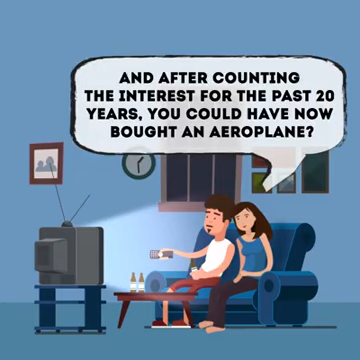 AND AFTER COUNTING
THE INTEREST FOR THE PAST 20
YEARS, YOU COULD HAVE NOW
BOUGHT AN AEROPLANE?